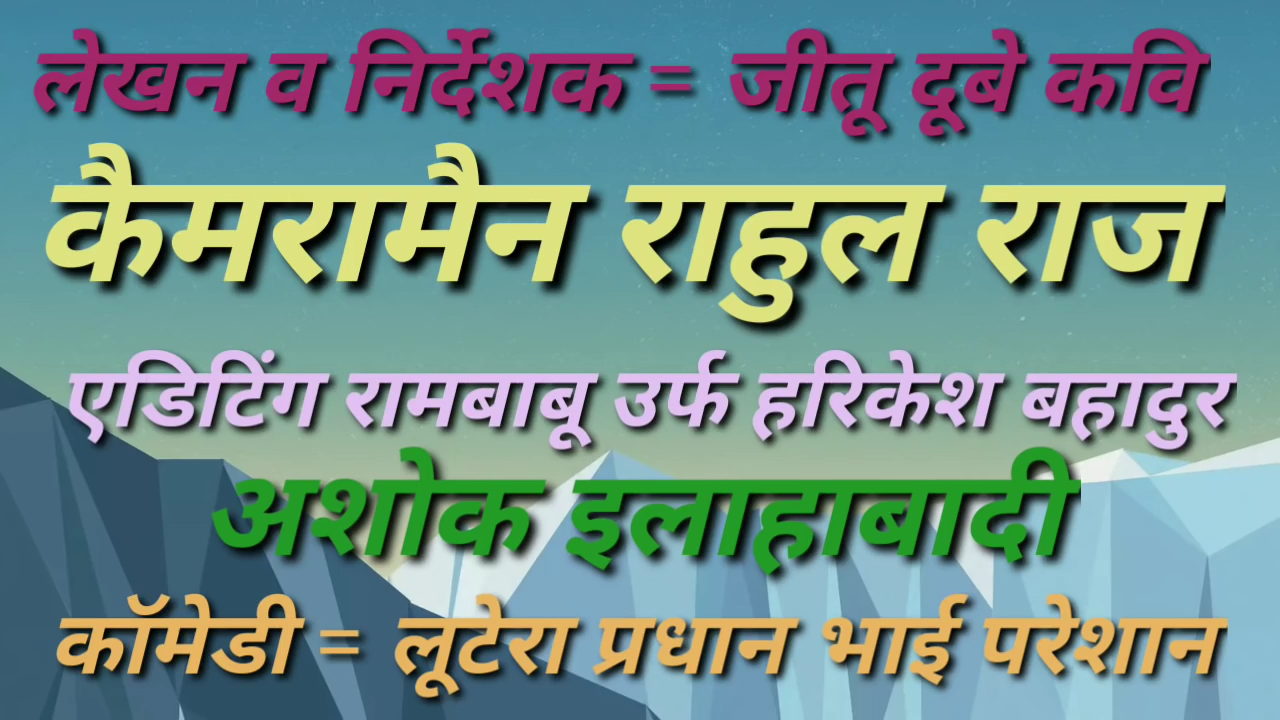 लेखन व निर्देशक = जीतू दूबे कवि
कैमरामैन राहुल राज
एडिटिंग रामबाबू उर्फ हरिकेश बहादुर
अशोक इलाहाबादी
कॉमेडी = लूटेरा प्रधान भाई परेशान